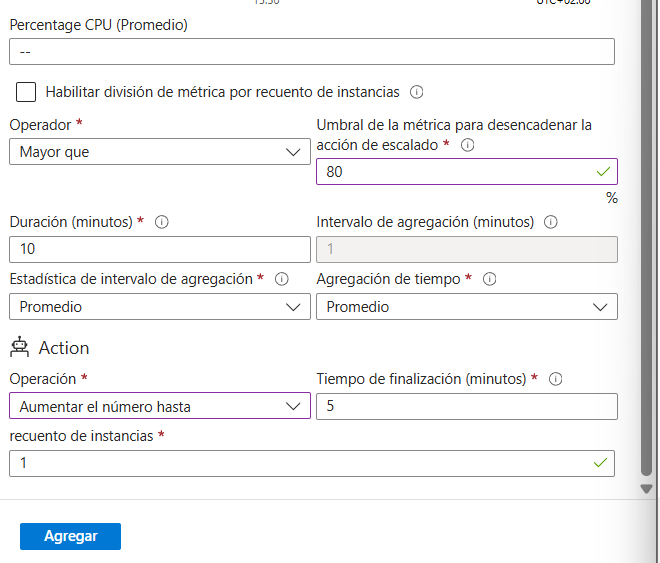 15:30 UTC+02:00
Percentage CPU (Promedio)
--
Habilitar división de métrica por recuento de instancias
Operador * Umbral de la métrica para desencadenar la
acción de escalado *
Mayor que
80
%
Duración (minutos) * Intervalo de agregación (minutos)
10 1
Estadística de intervalo de agregación * Agregación de tiempo *
Promedio Promedio
Action
Operación * Tiempo de finalización (minutos) *
Aumentar el número hasta 5
recuento de instancias *
1
Agregar